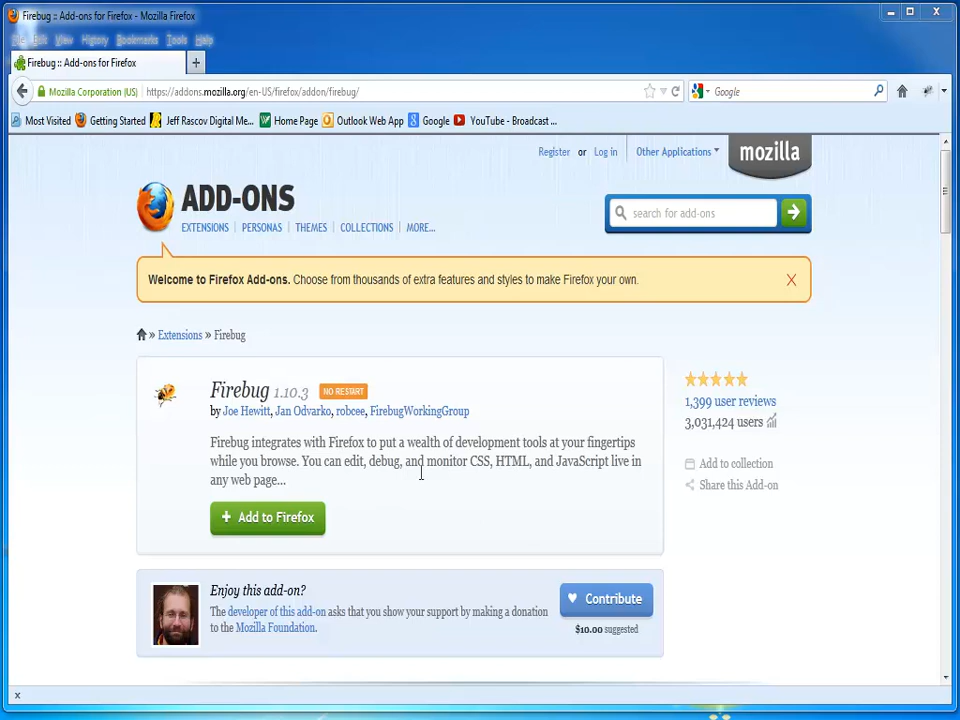 Firebug :: Add-ons for Firefox - Mozilla Firefox
File Edit View History Bookmarks Tools Help
Firebug :: Add-ons for Firefox +
Mozilla Corporation (US) https://addons.mozilla.org/en-US/firefox/addon/firebug/ Google
Most Visited Getting Started Jeff Rascov Digital Me... Home Page Outlook Web App Google YouTube - Broadcast ...
Register or Log in Other Applications mozilla
ADD-ONS
EXTENSIONS PERSONAS THEMES COLLECTIONS MORE...
search for add-ons
Welcome to Firefox Add-ons. Choose from thousands of extra features and styles to make Firefox your own. X
» Extensions » Firebug
Firebug 1.10.3 NO RESTART
by Joe Hewitt, Jan Odvarko, robcee, FirebugWorkingGroup
Firebug integrates with Firefox to put a wealth of development tools at your fingertips
while you browse. You can edit, debug, and monitor CSS, HTML, and JavaScript live in
any web page...
+ Add to Firefox
1,399 user reviews
3,031,424 users
Add to collection
Share this Add-on
Enjoy this add-on?
The developer of this add-on asks that you show your support by making a donation
to the Mozilla Foundation.
Contribute
$10.00 suggested
x